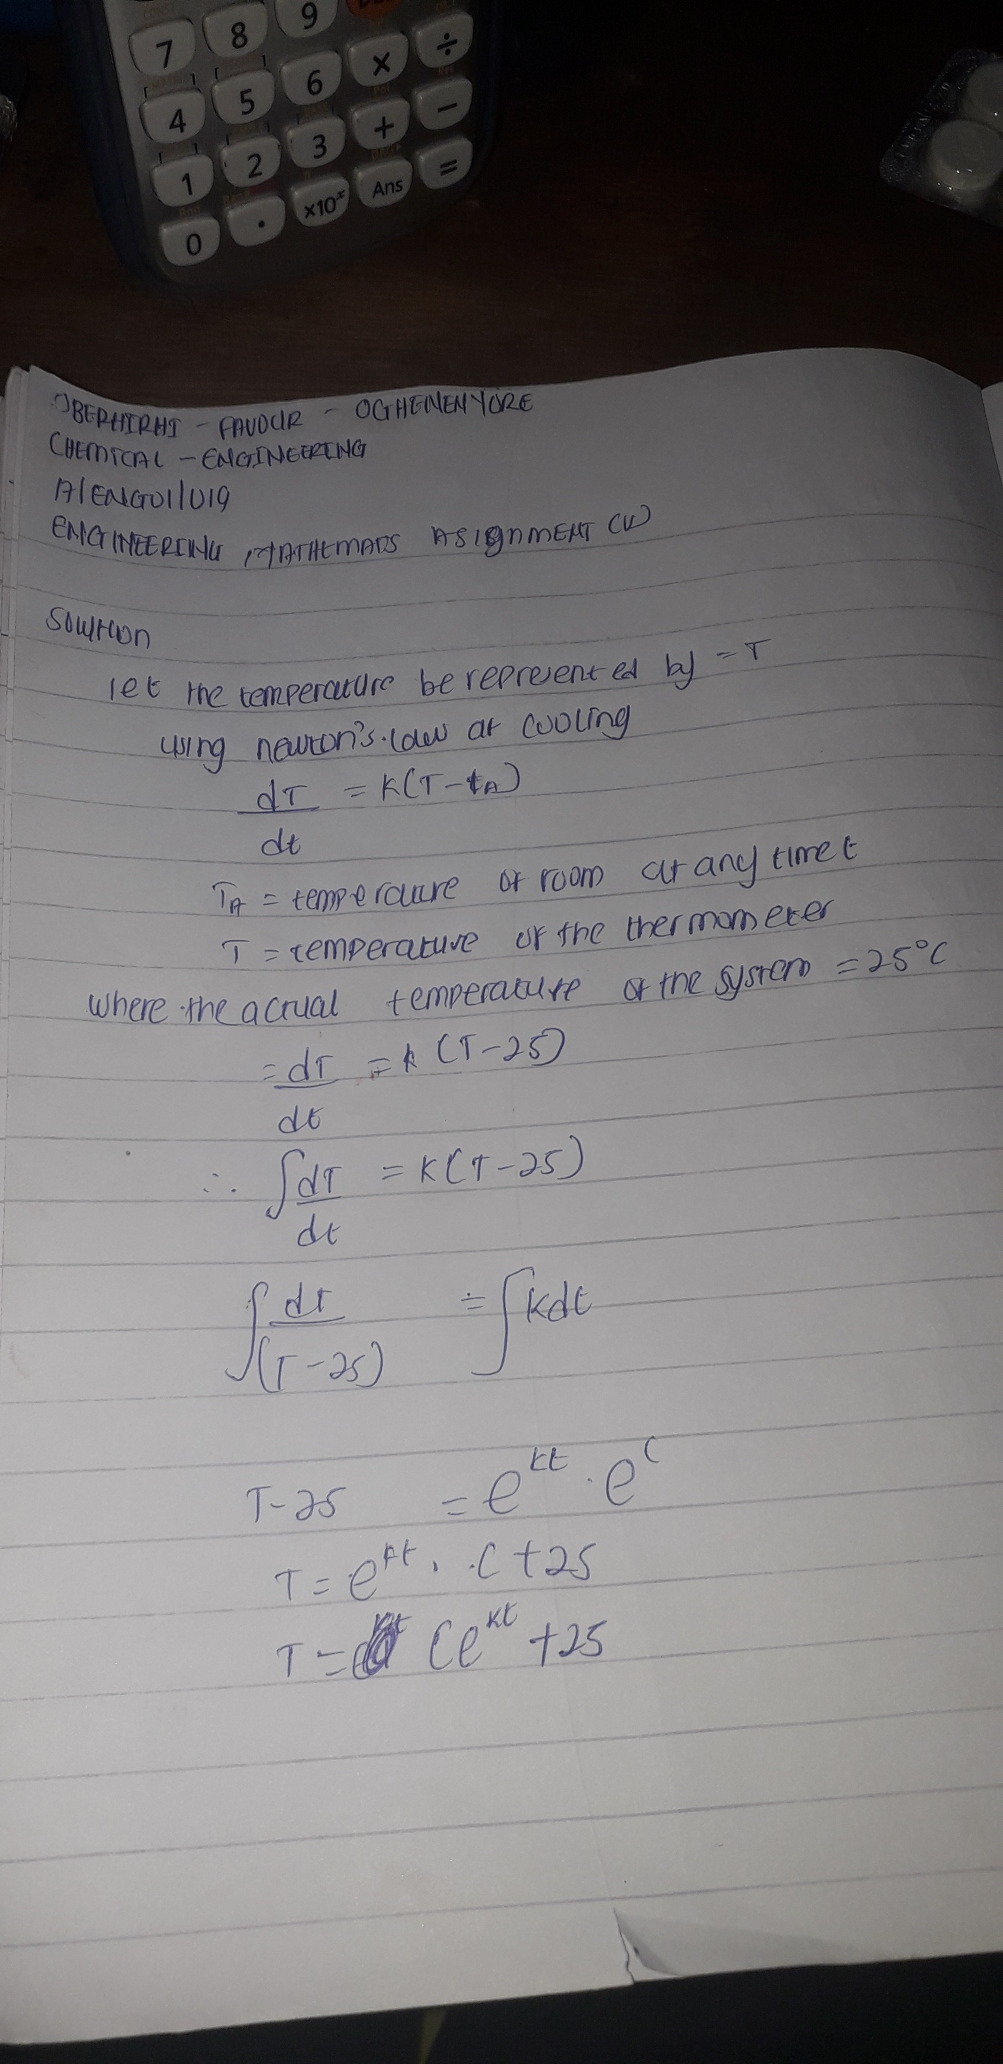 7 8 9
4 5 6 × ÷
1 2 3 + −
0 . ×10ˣ Ans =
OBERHIRHI - FAVOUR - OGHENENYORE
CHEMICAL - ENGINEERING
ENGINEERING MATHEMATS ASIGNMENT
Solution
let the temperature be represented by = T
using newton's law of cooling
dT = K(T-tA)
dt
TA = temperature of room at any time t
T = temperature of the thermometer
where the actual temperature of the system = 25°C
= dT = k (T-25)
dt
∴ ∫dT = K(T-25)
dt
∫ dT = ∫kdt
(T-25)
T-25 = e^kt . e^c
T = e^kt . C +25
T = Ce^kt +25